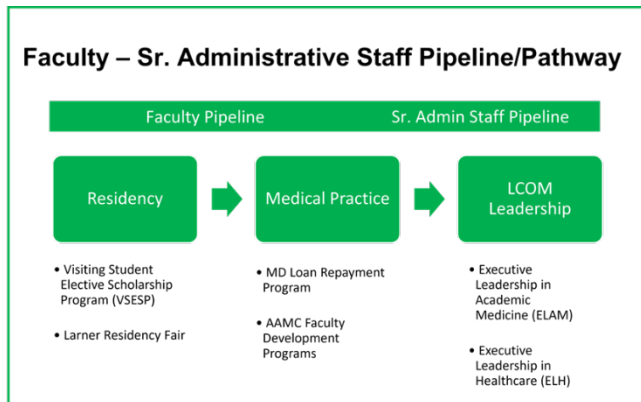 Faculty – Sr. Administrative Staff Pipeline/Pathway
Faculty Pipeline
Sr. Admin Staff Pipeline
Residency
Medical Practice
LCOM
Leadership
• Visiting Student
Elective Scholarship
Program (VSESP)
• Larner Residency Fair
• MD Loan Repayment
Program
• AAMC Faculty
Development
Programs
• Executive
Leadership in
Academic
Medicine (ELAM)
• Executive
Leadership in
Healthcare (ELH)